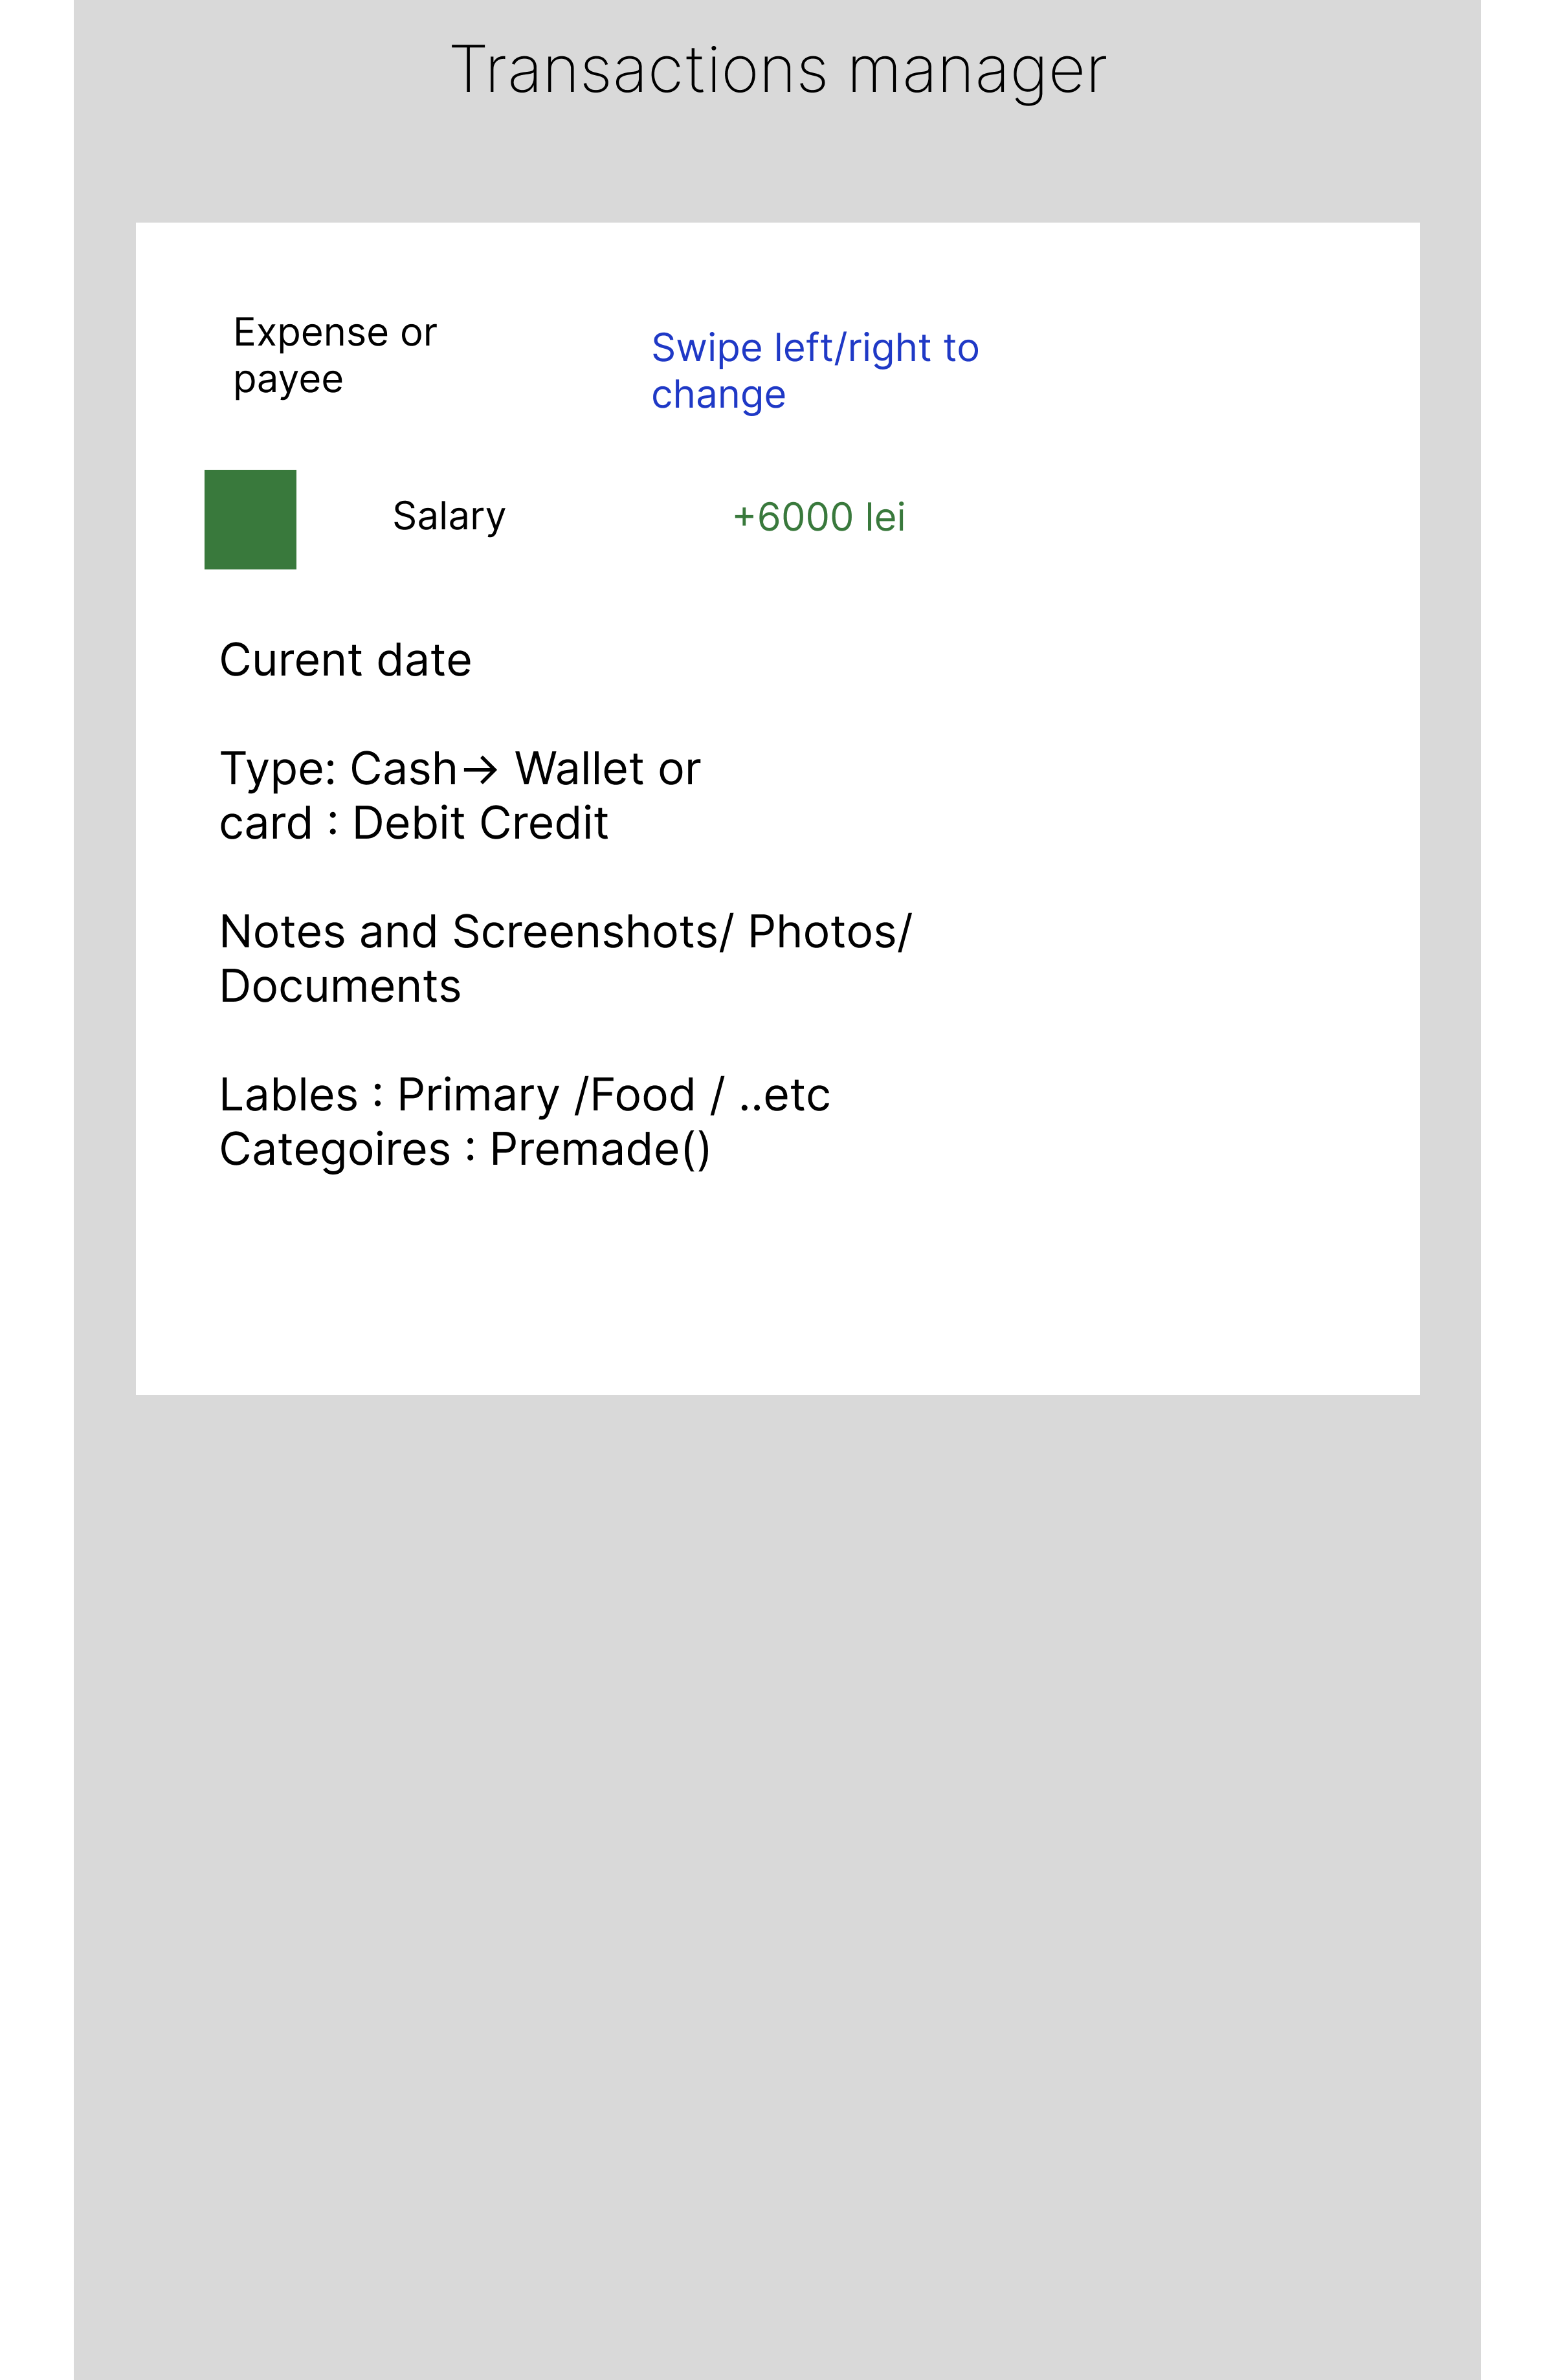 Transactions manager
Expense or
payee
Swipe left/right to
change
Salary
+6000 lei
Curent date
Type: Cash→ Wallet or
card : Debit Credit
Notes and Screenshots/ Photos/
Documents
Lables : Primary /Food / ..etc
Categoires : Premade()